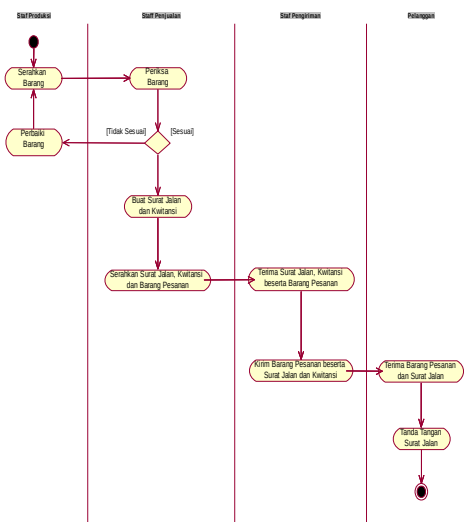 Staf Produksi
Staff Penjualan
Staf Pengiriman
Pelanggan
Serahkan
Barang
Periksa
Barang
[Tidak Sesuai]
[Sesuai]
Perbaiki
Barang
Buat Surat Jalan
dan Kwitansi
Serahkan Surat Jalan, Kwitansi
dan Barang Pesanan
Terima Surat Jalan, Kwitansi
beserta Barang Pesanan
Kirim Barang Pesanan beserta
Surat Jalan dan Kwitansi
Terima Barang Pesanan
dan Surat Jalan
Tanda Tangan
Surat Jalan